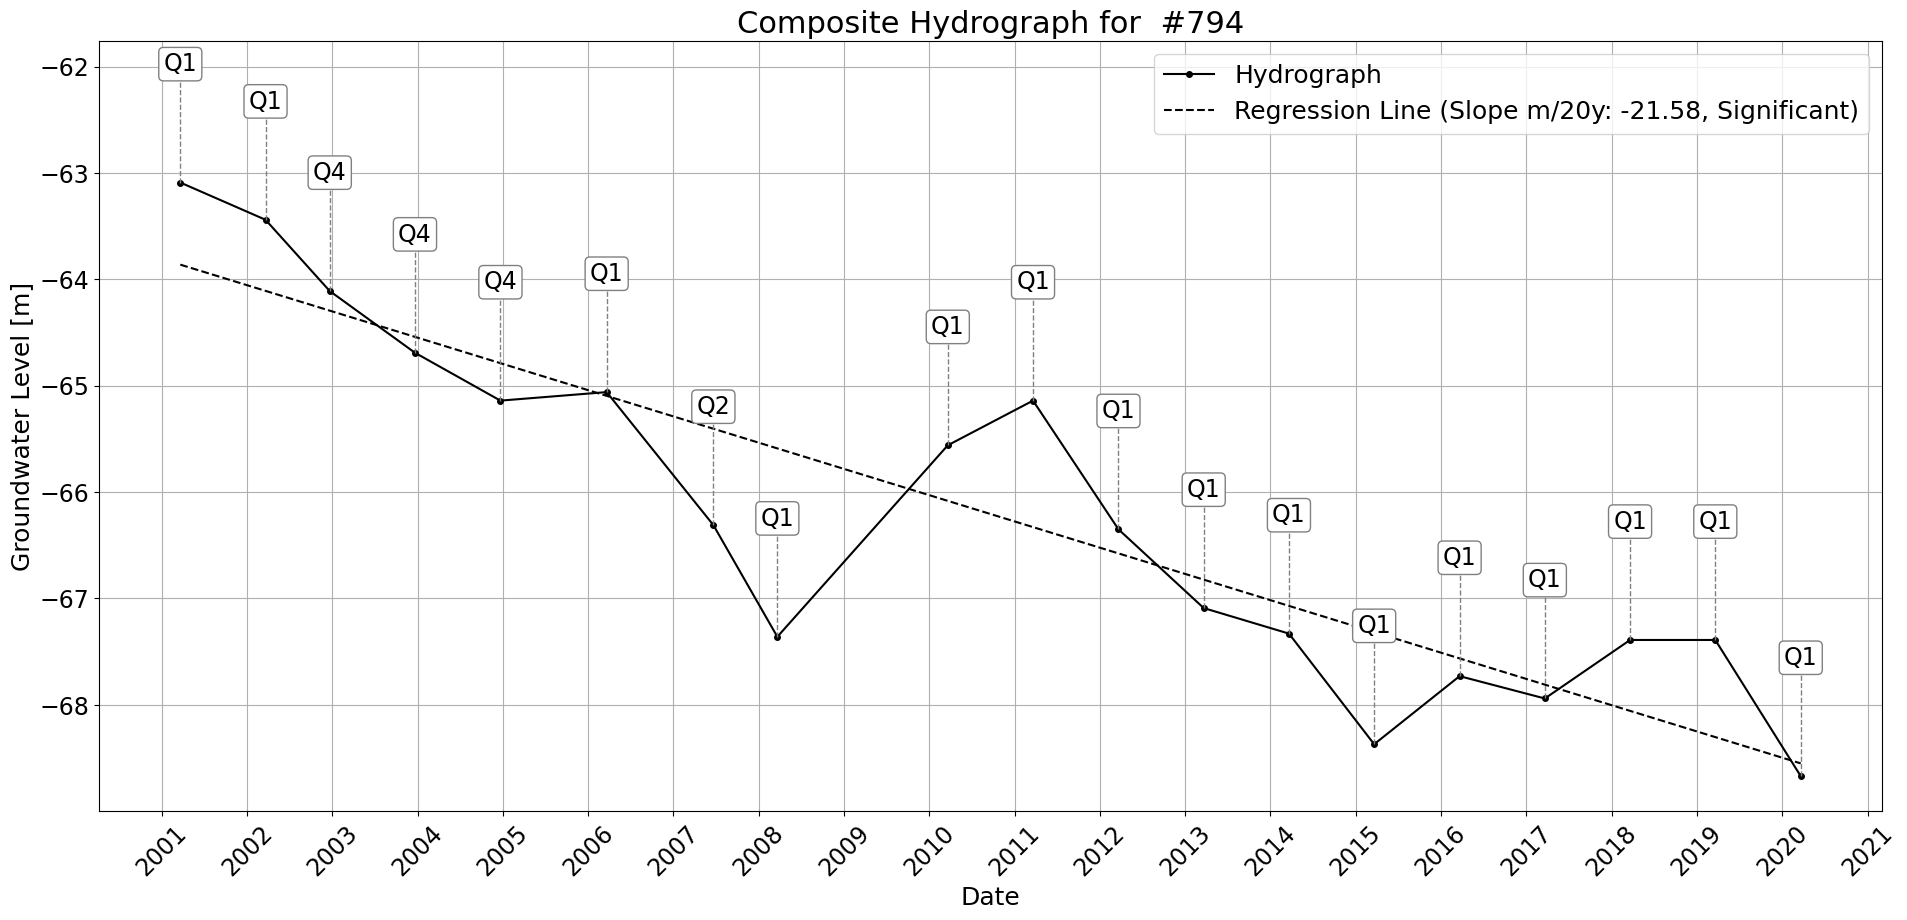 Composite Hydrograph for #794
Hydrograph
Regression Line (Slope m/20y: -21.58, Significant)
Groundwater Level [m]
−62
−63
−64
−65
−66
−67
−68
Q1
Q1
Q4
Q4
Q4
Q1
Q2
Q1
Q1
Q1
Q1
Q1
Q1
Q1
Q1
Q1
Q1
Q1
Q1
2001
2002
2003
2004
2005
2006
2007
2008
2009
2010
2011
2012
2013
2014
2015
2016
2017
2018
2019
2020
2021
Date